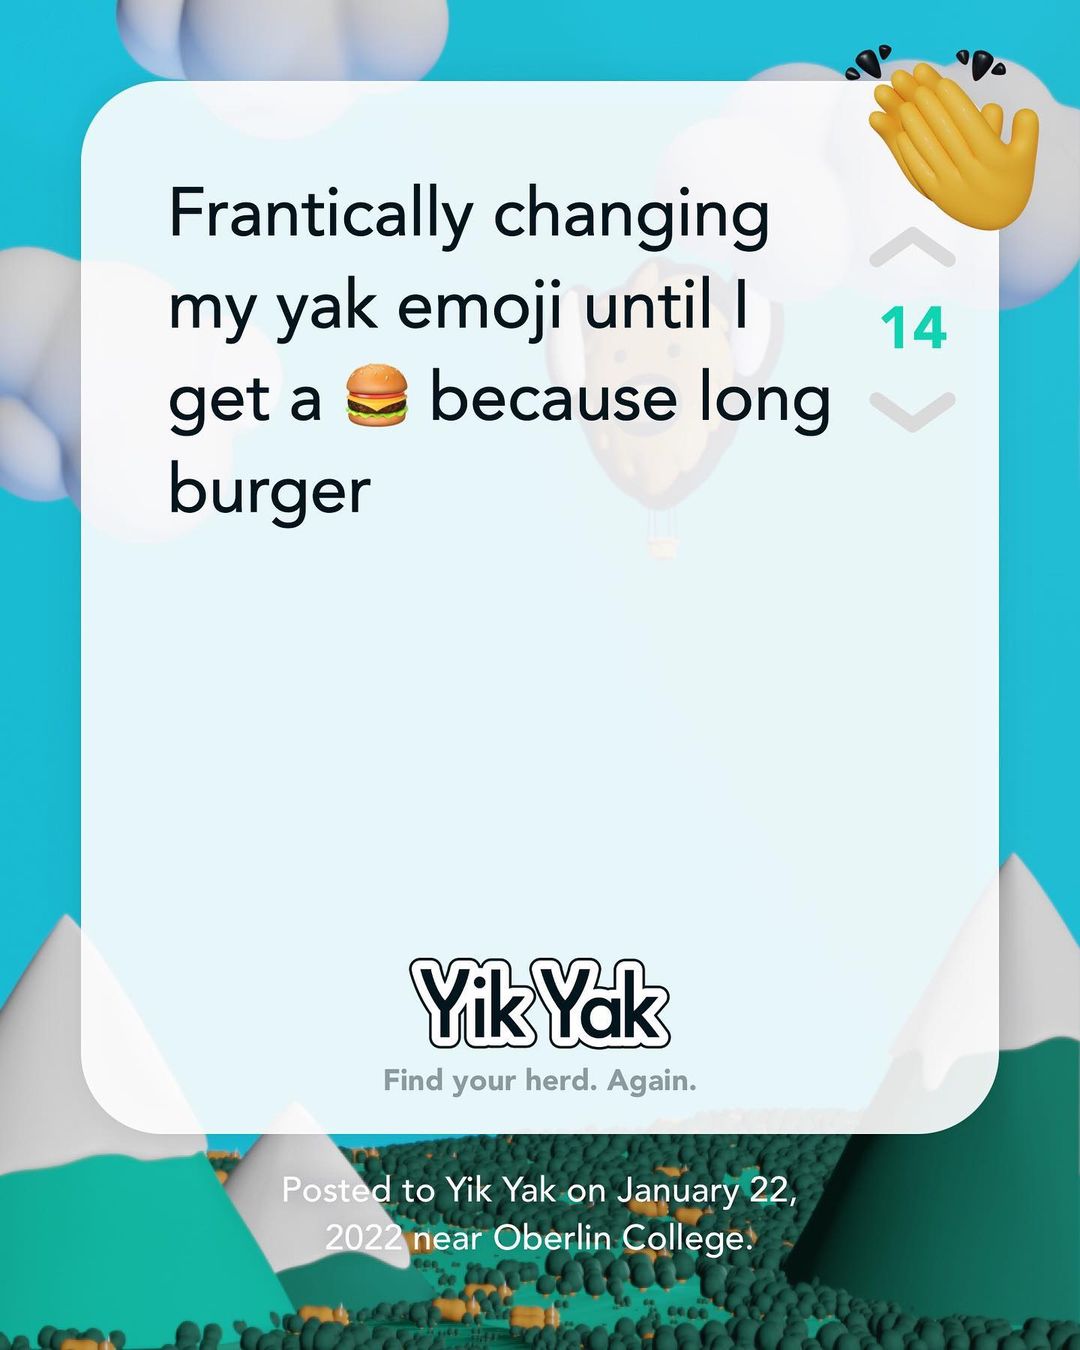 Frantically changing
my yak emoji until I
get a 🍔 because long
burger
14
Yik Yak
Find your herd. Again.
Posted to Yik Yak on January 22,
2022 near Oberlin College.